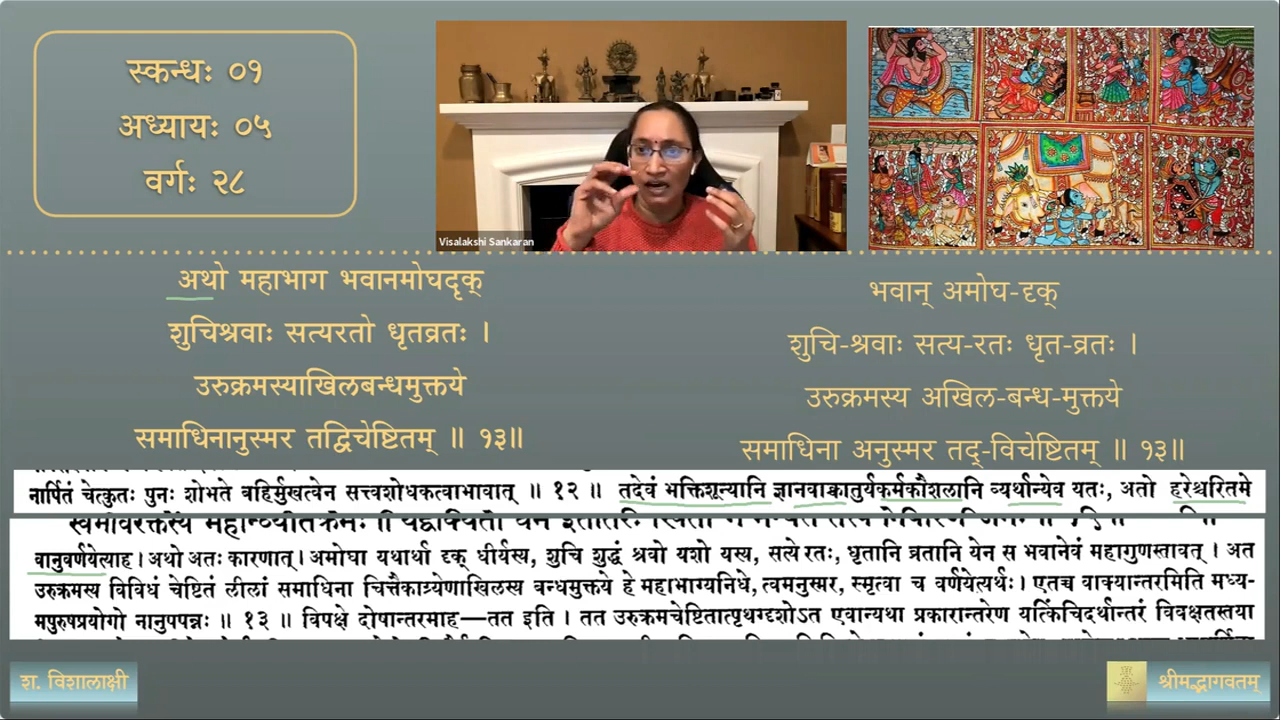 स्कन्धः ०१
अध्यायः ०५
वर्गः २८
Visalakshi Sankaran
अथो महाभाग भवानमोघदृक्
शुचिश्रवाः सत्यरतो धृतव्रतः ।
उरुक्रमस्याखिलबन्धमुक्तये
समाधिनानुस्मर तद्विचेष्टितम् ॥ १३॥
भवान् अमोघ-दृक्
शुचि-श्रवाः सत्य-रतः धृत-व्रतः ।
उरुक्रमस्य अखिल-बन्ध-मुक्तये
समाधिना अनुस्मर तद्-विचेष्टितम् ॥ १३॥
नार्पितं चेत्कुतः पुनः शोभते बहिर्मुखत्वेन सत्त्वशोधकत्वाभावात् ॥ १२ ॥ तदेवं भक्तिशून्यानि ज्ञानवाक्चातुर्यकर्मकौशलानि व्यर्थान्येव यतः, अतो हरेश्चरितमे
वानुवर्णयेत्याह । अथो अतः कारणात् । अमोघा यथार्था दृक् धीर्यस्य, शुचि शुद्धं श्रवो यशो यस्य, सत्ये रतः, धृतानि व्रतानि येन स भवानेवं महागुणस्तावत् । अत
उरुक्रमस्य विविधं चेष्टितं लीलां समाधिना चित्तैकाग्र्येणाखिलस्य बन्धमुक्तये हे महाभाग्यनिधे, त्वमनुस्मर, स्मृत्वा च वर्णयेत्यर्थः । एतच्च वाक्यान्तरमिति मध्य-
मपुरुषप्रयोगो नानुपपन्नः ॥ १३ ॥ विपक्षे दोषान्तरमाह—तत इति । तत उरुक्रमचेष्टितात्पृथग्दृशोऽत एवान्यथा प्रकारान्तरेण यत्किंचिदर्थान्तरं विवक्षतस्तया
श. विशालाक्षी
श्रीमद्भागवतम्